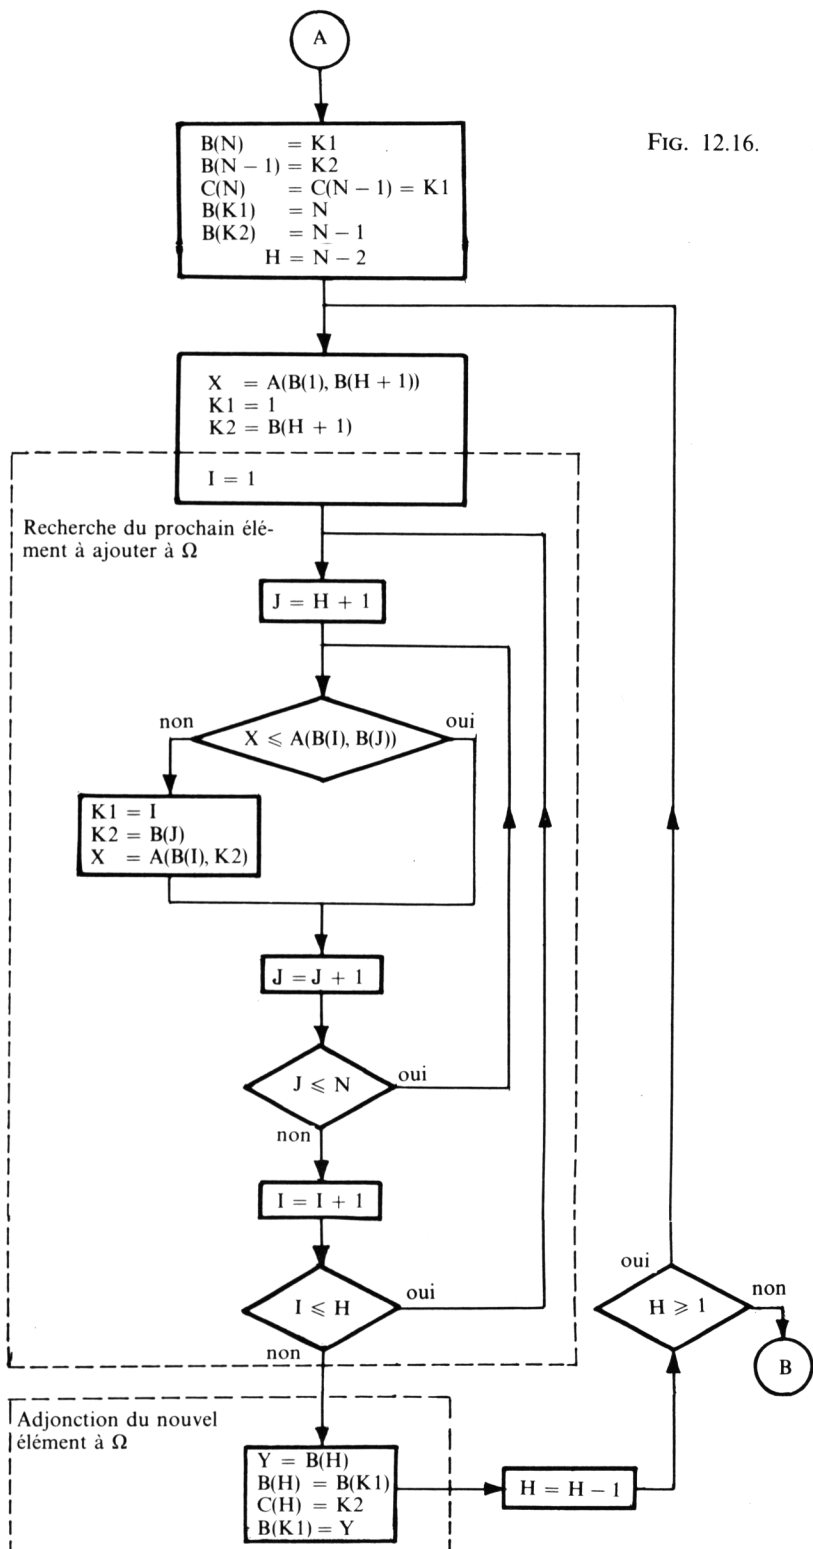 A
FIG. 12.16.
B(N) = K1
B(N − 1) = K2
C(N) = C(N − 1) = K1
B(K1) = N
B(K2) = N − 1
H = N − 2
X = A(B(1), B(H + 1))
K1 = 1
K2 = B(H + 1)
I = 1
Recherche du prochain élé-
ment à ajouter à Ω
J = H + 1
non
oui
X ⩽ A(B(I), B(J))
K1 = I
K2 = B(J)
X = A(B(I), K2)
J = J + 1
J ⩽ N
oui
non
I = I + 1
I ⩽ H
oui
non
oui
H ⩾ 1
non
B
Adjonction du nouvel
élément à Ω
Y = B(H)
B(H) = B(K1)
C(H) = K2
B(K1) = Y
H = H − 1